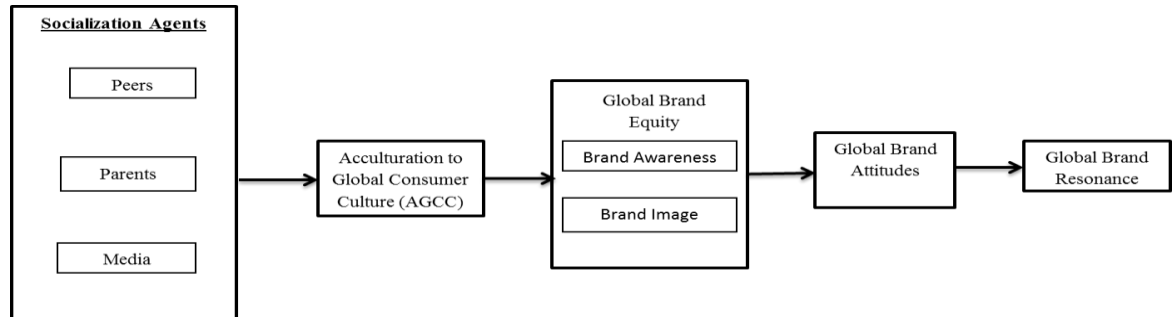 Socialization Agents
Peers
Parents
Media
Acculturation to
Global Consumer
Culture (AGCC)
Global Brand
Equity
Brand Awareness
Brand Image
Global Brand
Attitudes
Global Brand
Resonance